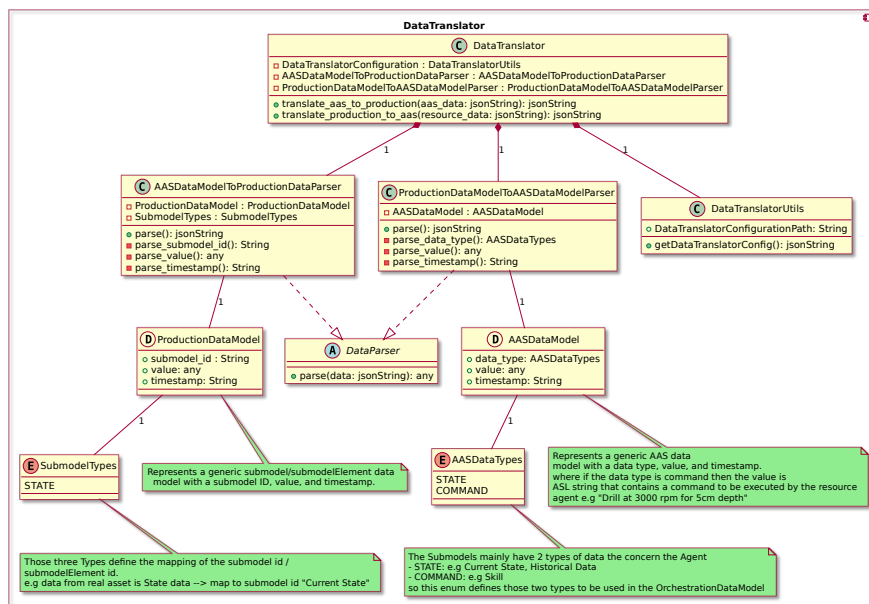 DataTranslator
C DataTranslator
DataTranslatorConfiguration : DataTranslatorUtils
AASDataModelToProductionDataParser : AASDataModelToProductionDataParser
ProductionDataModelToAASDataModelParser : ProductionDataModelToAASDataModelParser
translate_aas_to_production(aas_data: jsonString): jsonString
translate_production_to_aas(resource_data: jsonString): jsonString
1
1
1
C AASDataModelToProductionDataParser
ProductionDataModel : ProductionDataModel
SubmodelTypes : SubmodelTypes
parse(): jsonString
parse_submodel_id(): String
parse_value(): any
parse_timestamp(): String
C ProductionDataModelToAASDataModelParser
AASDataModel : AASDataModel
parse(): jsonString
parse_data_type(): AASDataTypes
parse_value(): any
parse_timestamp(): String
C DataTranslatorUtils
DataTranslatorConfigurationPath: String
getDataTranslatorConfig(): jsonString
1
1
D ProductionDataModel
submodel_id : String
value: any
timestamp: String
A DataParser
parse(data: jsonString): any
D AASDataModel
data_type: AASDataTypes
value: any
timestamp: String
1
1
E SubmodelTypes
STATE
Represents a generic submodel/submodelElement data
model with a submodel ID, value, and timestamp.
E AASDataTypes
STATE
COMMAND
Represents a generic AAS data
model with a data type, value, and timestamp.
where if the data type is command then the value is
ASL string that contains a command to be executed by the resource
agent e.g "Drill at 3000 rpm for 5cm depth"
Those three Types define the mapping of the submodel id /
submodelElement id.
e.g data from real asset is State data --> map to submodel id "Current State"
The Submodels mainly have 2 types of data the concern the Agent
- STATE: e.g Current State, Historical Data
- COMMAND: e.g Skill
so this enum defines those two types to be used in the OrchestrationDataModel